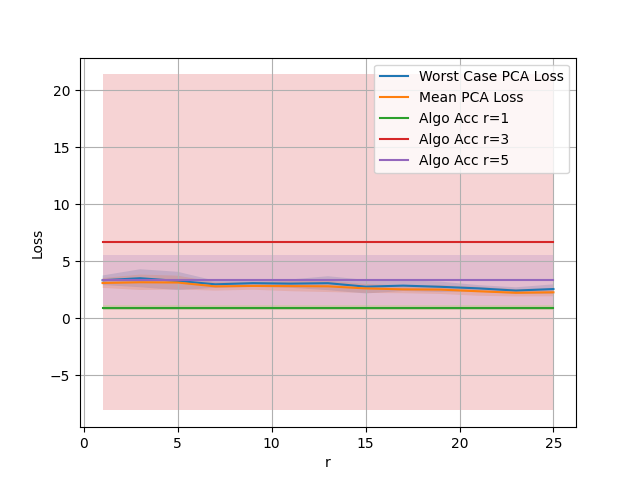 Worst Case PCA Loss
Mean PCA Loss
Algo Acc r=1
Algo Acc r=3
Algo Acc r=5
20
15
10
5
0
−5
Loss
0 5 10 15 20 25
r